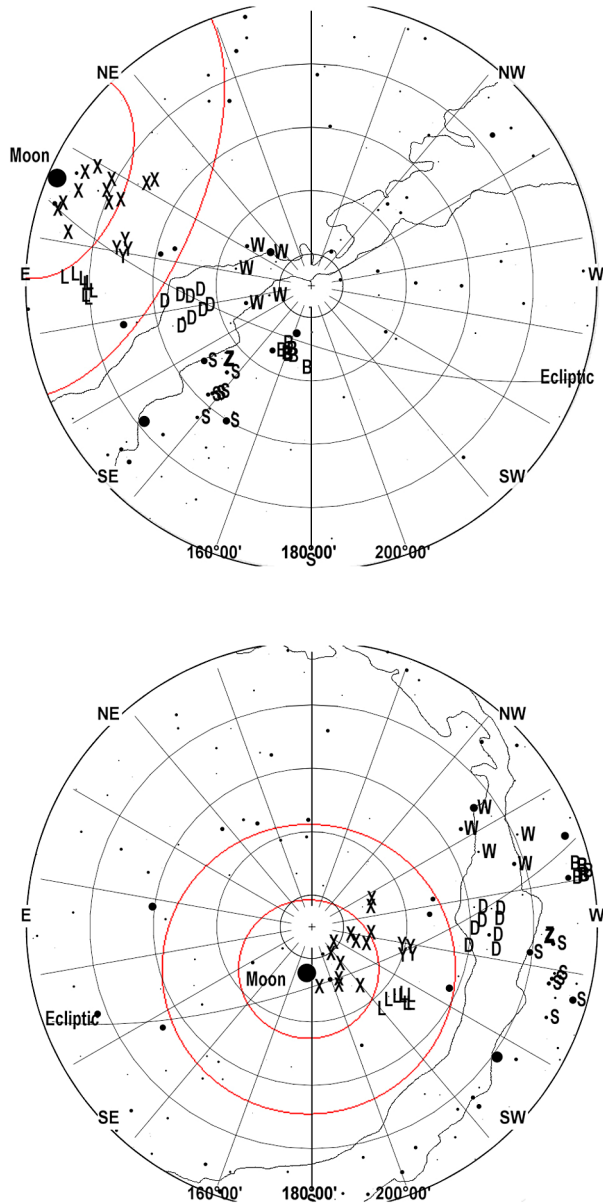 NE
NW
Moon
X X X X X
X X X X
X X
X
Y Y Y Y
W W
W
W W
E
W
L L L L L L L
D D D D
D D D D
B B B B B B
Z
S S
S S S
S S
Ecliptic
SE
SW
160°00'
180°00'
200°00'
S
NE
NW
W
W W
W W
B B B B B B
X X
X X X X
X X
X X X X
E
W
D D
D D
D D
D D
Y Y
Y Y
Z
S S
S S S
S S
Moon
L L L L L L L
Ecliptic
SE
SW
160°00'
180°00'
200°00'
S